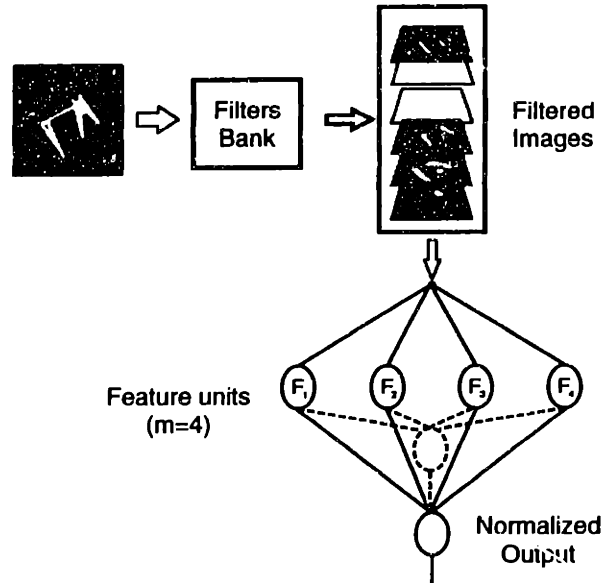 Filters
Bank
Filtered
Images
F₁
F₂
F₃
F₄
Feature units
(m=4)
Normalized
Output